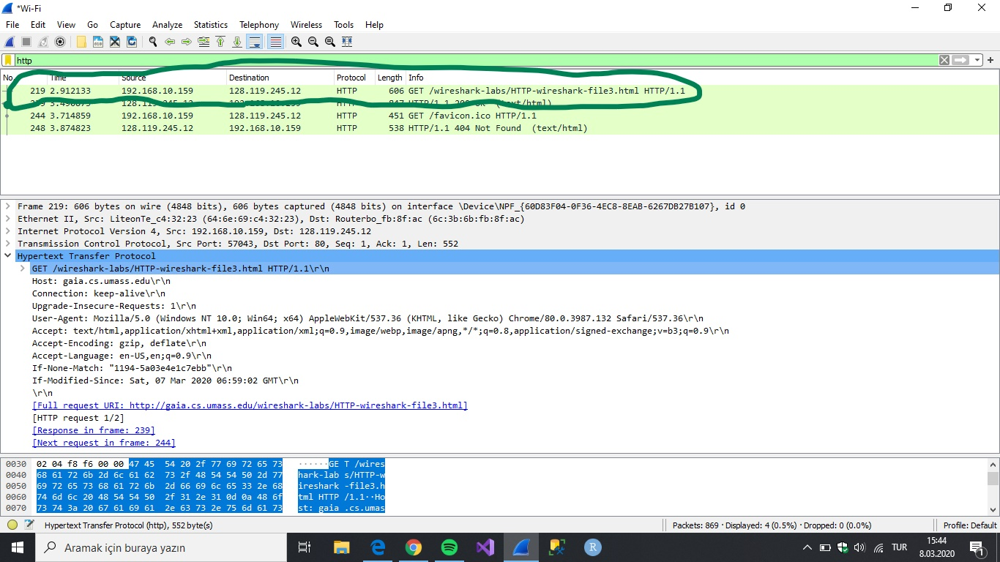 *Wi-Fi
File Edit View Go Capture Analyze Statistics Telephony Wireless Tools Help
http
No. Time Source Destination Protocol Length Info
219 2.912133 192.168.10.159 128.119.245.12 HTTP 606 GET /wireshark-labs/HTTP-wireshark-file3.html HTTP/1.1
HTTP (text/html)
244 3.714859 192.168.10.159 128.119.245.12 HTTP 451 GET /favicon.ico HTTP/1.1
248 3.874823 128.119.245.12 192.168.10.159 HTTP 538 HTTP/1.1 404 Not Found (text/html)
Frame 219: 606 bytes on wire (4848 bits), 606 bytes captured (4848 bits) on interface \Device\NPF_{60D83F04-0F36-4EC8-8EAB-6267DB27B107}, id 0
Ethernet II, Src: LiteonTe_c4:32:23 (64:6e:69:c4:32:23), Dst: Routerbo_fb:8f:ac (6c:3b:6b:fb:8f:ac)
Internet Protocol Version 4, Src: 192.168.10.159, Dst: 128.119.245.12
Transmission Control Protocol, Src Port: 57043, Dst Port: 80, Seq: 1, Ack: 1, Len: 552
Hypertext Transfer Protocol
GET /wireshark-labs/HTTP-wireshark-file3.html HTTP/1.1\r\n
Host: gaia.cs.umass.edu\r\n
Connection: keep-alive\r\n
Upgrade-Insecure-Requests: 1\r\n
User-Agent: Mozilla/5.0 (Windows NT 10.0; Win64; x64) AppleWebKit/537.36 (KHTML, like Gecko) Chrome/80.0.3987.132 Safari/537.36\r\n
Accept: text/html,application/xhtml+xml,application/xml;q=0.9,image/webp,image/apng,*/*;q=0.8,application/signed-exchange;v=b3;q=0.9\r\n
Accept-Encoding: gzip, deflate\r\n
Accept-Language: en-US,en;q=0.9\r\n
If-None-Match: "1194-5a03e4e1c7ebb"\r\n
If-Modified-Since: Sat, 07 Mar 2020 06:59:02 GMT\r\n
\r\n
[Full request URI: http://gaia.cs.umass.edu/wireshark-labs/HTTP-wireshark-file3.html]
[HTTP request 1/2]
[Response in frame: 239]
[Next request in frame: 244]
0030 02 04 f8 f6 00 00 47 45 54 20 2f 77 69 72 65 73 ······GE T /wires
0040 68 61 72 6b 2d 6c 61 62 73 2f 48 54 54 50 2d 77 hark-lab s/HTTP-w
0050 69 72 65 73 68 61 72 6b 2d 66 69 6c 65 33 2e 68 ireshark -file3.h
0060 74 6d 6c 20 48 54 54 50 2f 31 2e 31 0d 0a 48 6f tml HTTP /1.1··Ho
0070 73 74 3a 20 67 61 69 61 2e 63 73 2e 75 6d 61 73 st: gaia .cs.umas
Hypertext Transfer Protocol (http), 552 byte(s) Packets: 869 · Displayed: 4 (0.5%) · Dropped: 0 (0.0%) Profile: Default
Aramak için buraya yazın
TUR
15:44
8.03.2020
1